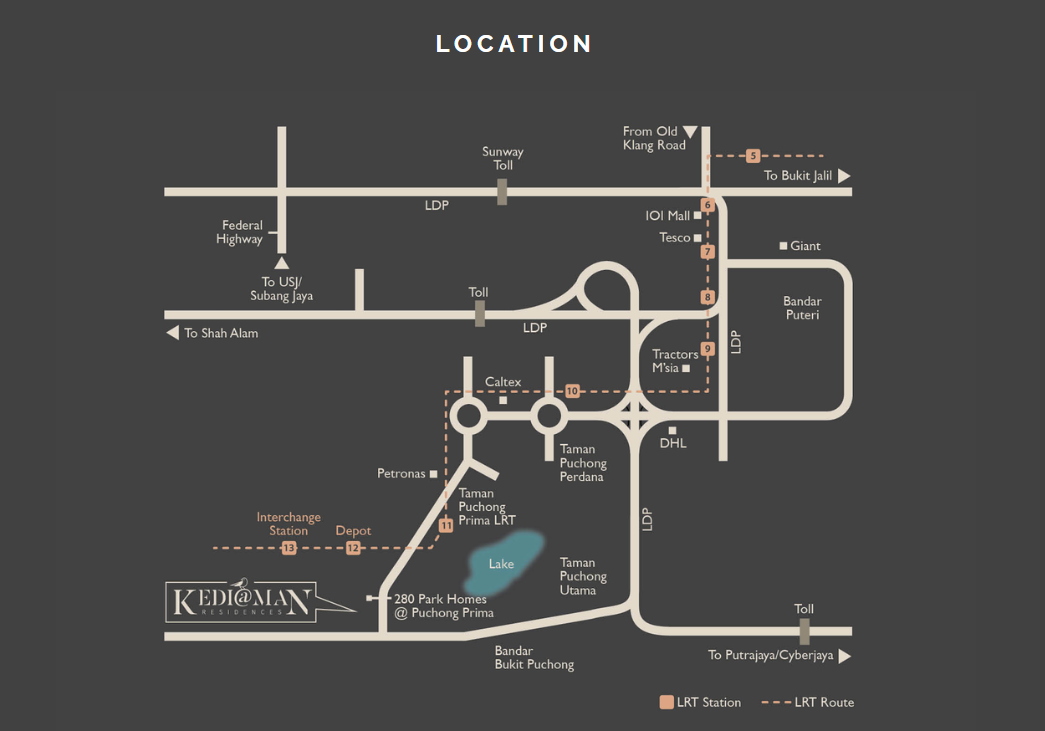 LOCATION
From Old
Klang Road
5
Sunway
Toll
To Bukit Jalil
LDP
6
IOI Mall
Federal
Highway
Tesco
7
Giant
To USJ/
Subang Jaya
Toll
8
Bandar
Puteri
To Shah Alam
LDP
LDP
9
Tractors
M'sia
Caltex
10
DHL
Taman
Puchong
Perdana
Petronas
Taman
Puchong
Prima LRT
11
LDP
Interchange
Station
Depot
13
12
Lake
Taman
Puchong
Utama
KEDI@MAN
RESIDENCES
280 Park Homes
@ Puchong Prima
Toll
Bandar
Bukit Puchong
To Putrajaya/Cyberjaya
LRT Station
LRT Route